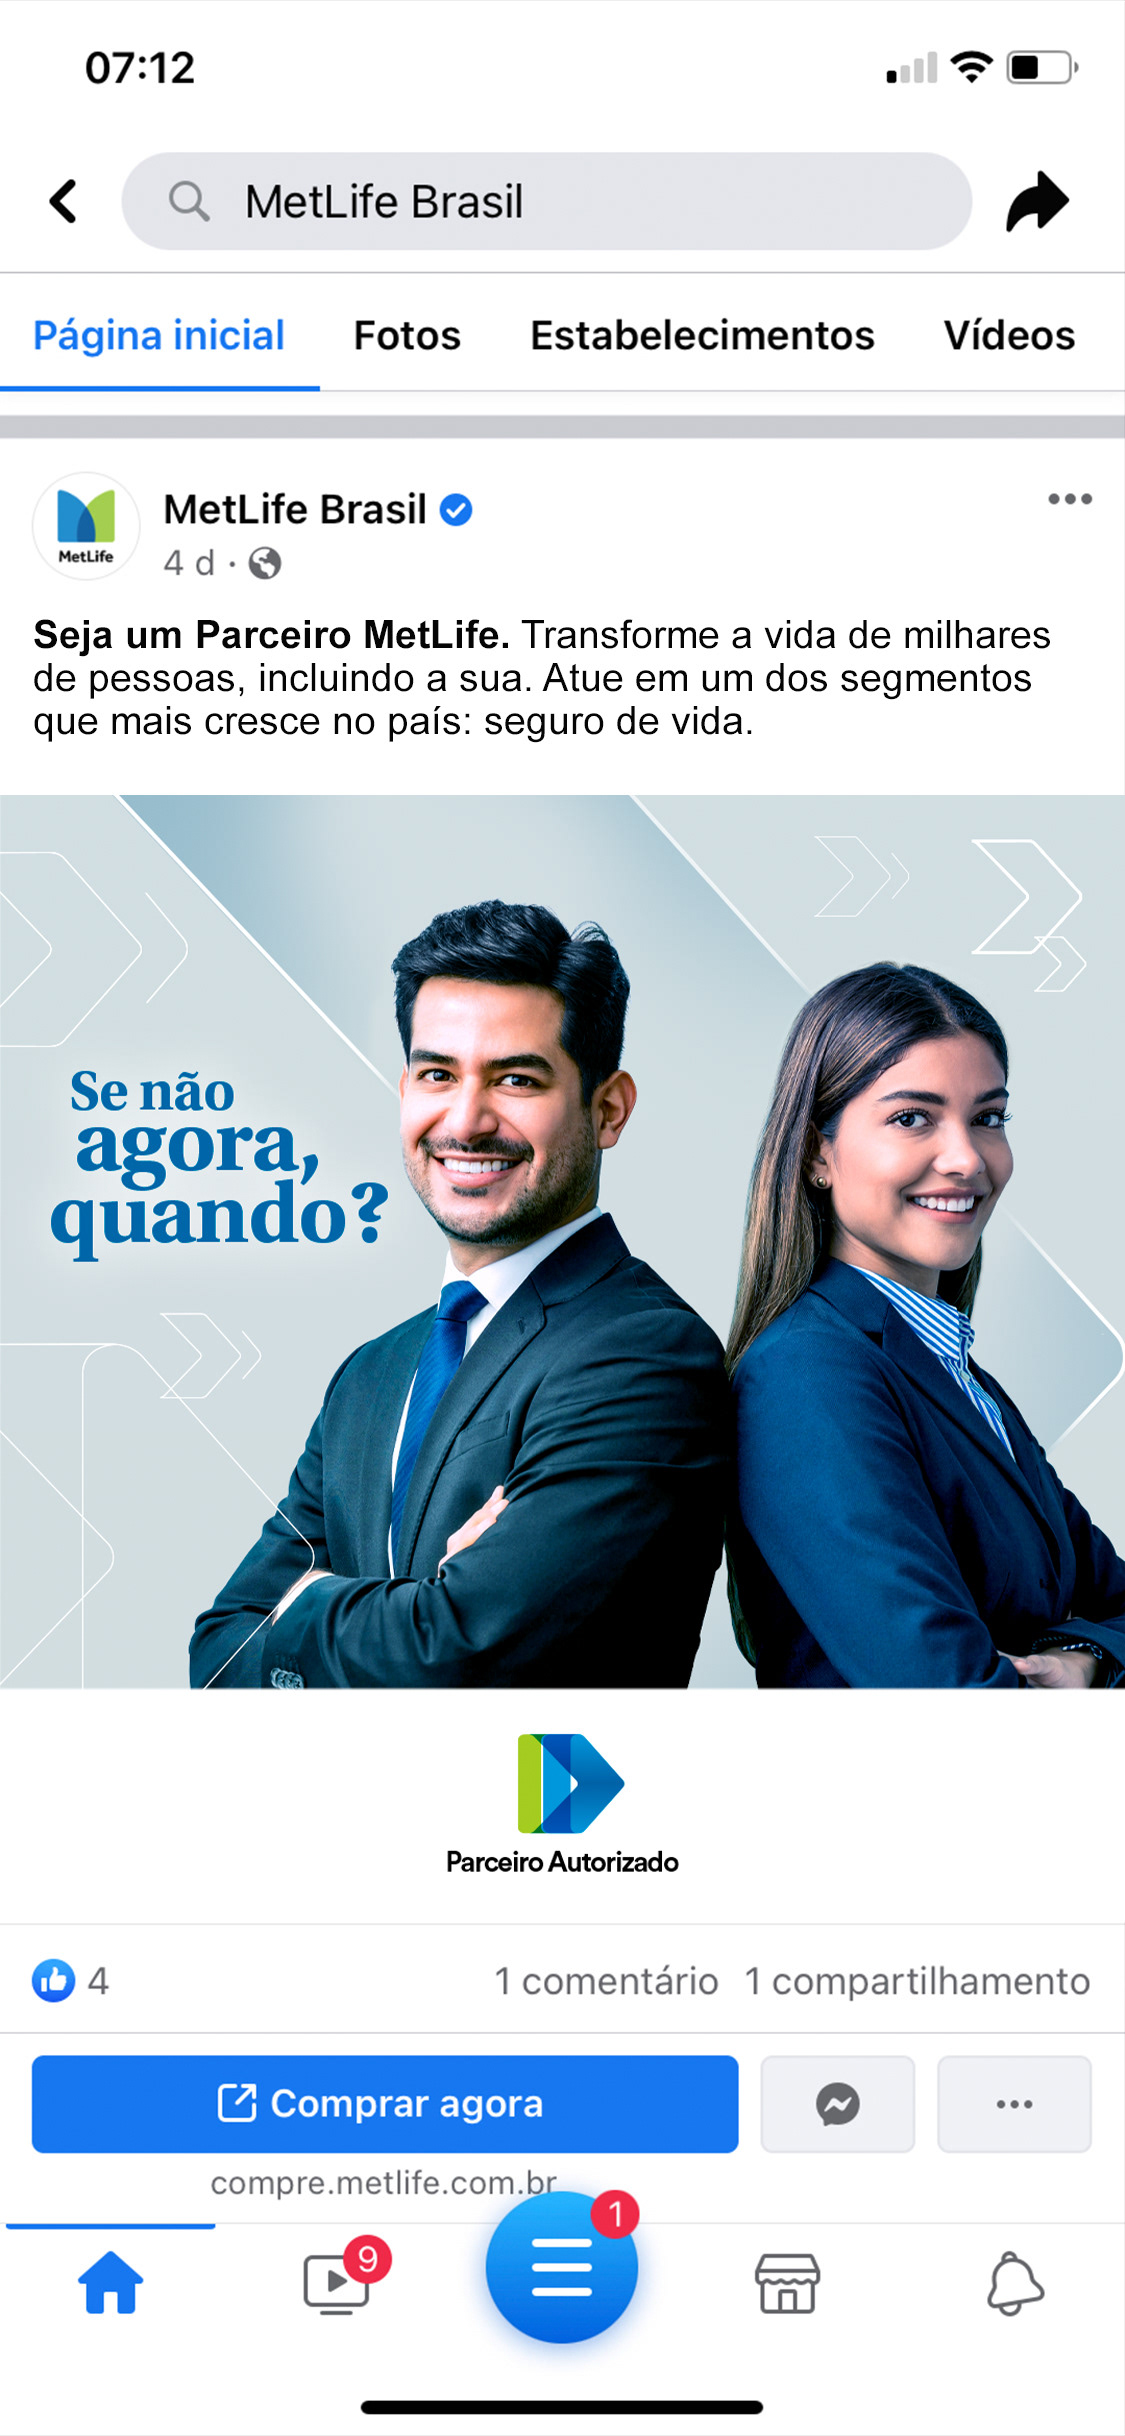 07:12
MetLife Brasil
Página inicial Fotos Estabelecimentos Vídeos
MetLife
MetLife Brasil
4 d ·
Seja um Parceiro MetLife. Transforme a vida de milhares
de pessoas, incluindo a sua. Atue em um dos segmentos
que mais cresce no país: seguro de vida.
Se não
agora,
quando?
Parceiro Autorizado
4 1 comentário 1 compartilhamento
Comprar agora
compre.metlife.com.br
1
9